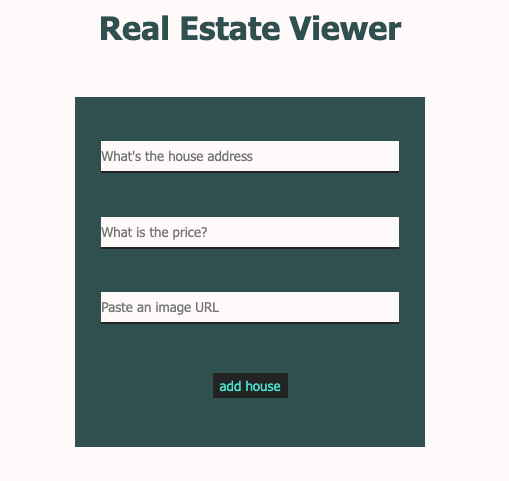 Real Estate Viewer
What's the house address
What is the price?
Paste an image URL
add house